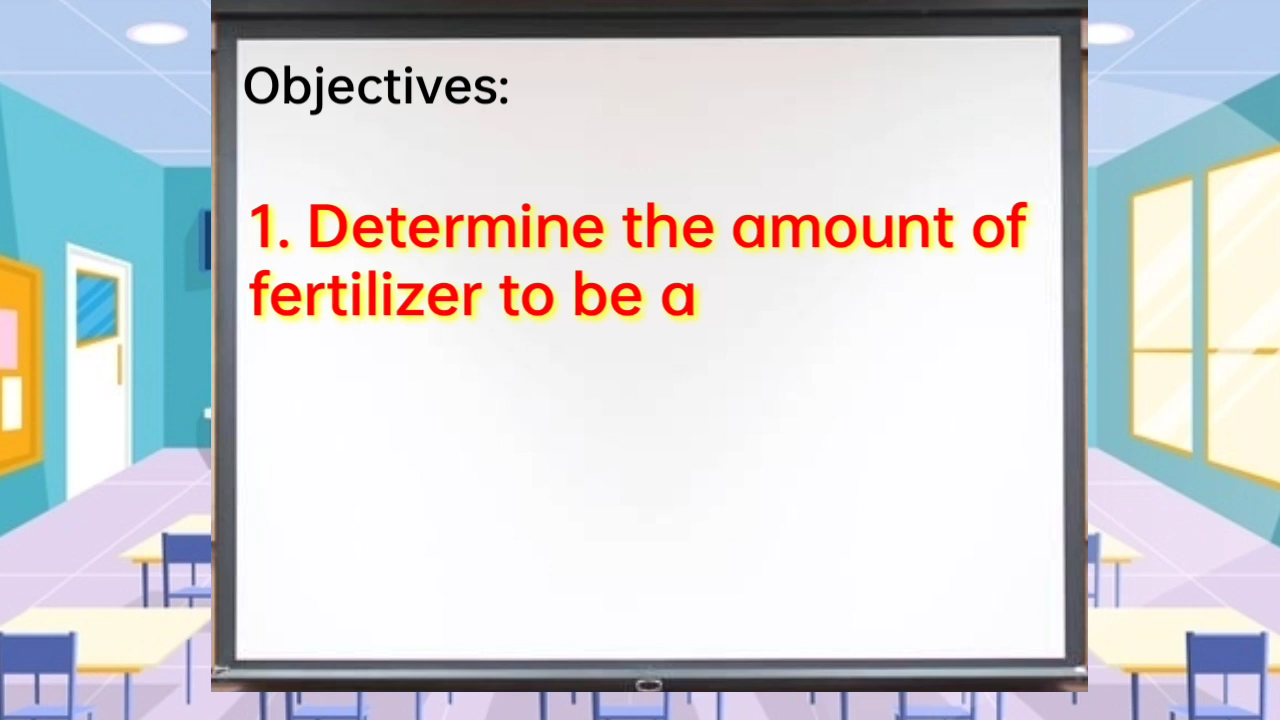 Objectives:
1. Determine the amount of
fertilizer to be a